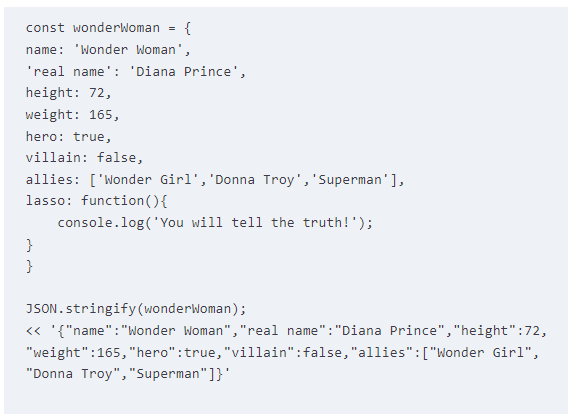 const wonderWoman = {
name: 'Wonder Woman',
'real name': 'Diana Prince',
height: 72,
weight: 165,
hero: true,
villain: false,
allies: ['Wonder Girl','Donna Troy','Superman'],
lasso: function(){
    console.log('You will tell the truth!');
}
}

JSON.stringify(wonderWoman);
<< '{"name":"Wonder Woman","real name":"Diana Prince","height":72,
"weight":165,"hero":true,"villain":false,"allies":["Wonder Girl",
"Donna Troy","Superman"]}'